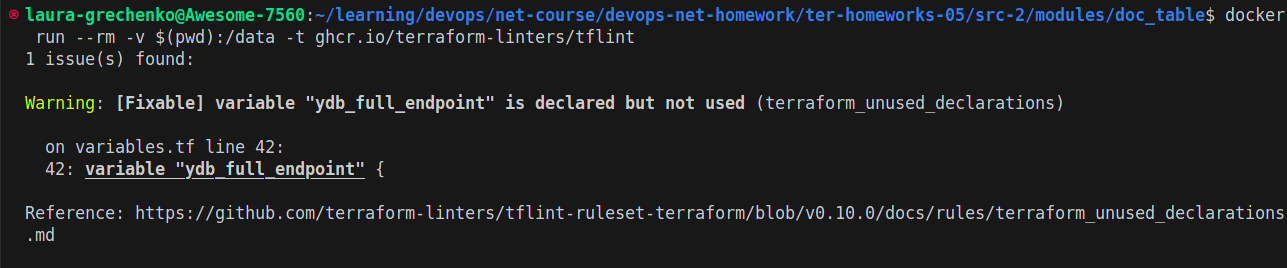 laura-grechenko@Awesome-7560:~/learning/devops/net-course/devops-net-homework/ter-homeworks-05/src-2/modules/doc_table$ docker
run --rm -v $(pwd):/data -t ghcr.io/terraform-linters/tflint
1 issue(s) found:
Warning: [Fixable] variable "ydb_full_endpoint" is declared but not used (terraform_unused_declarations)
on variables.tf line 42:
42: variable "ydb_full_endpoint" {
Reference: https://github.com/terraform-linters/tflint-ruleset-terraform/blob/v0.10.0/docs/rules/terraform_unused_declarations
.md